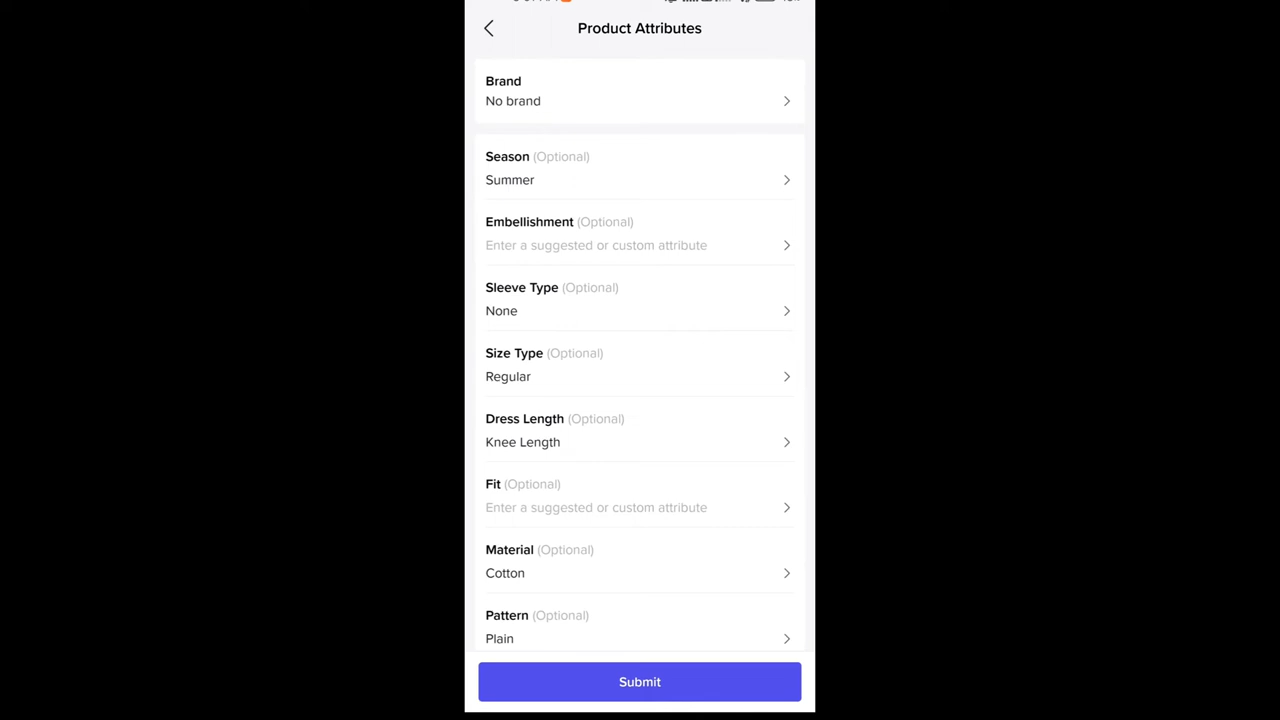 Product Attributes
Brand
No brand
Season (Optional)
Summer
Embellishment (Optional)
Enter a suggested or custom attribute
Sleeve Type (Optional)
None
Size Type (Optional)
Regular
Dress Length (Optional)
Knee Length
Fit (Optional)
Enter a suggested or custom attribute
Material (Optional)
Cotton
Pattern (Optional)
Plain
Submit